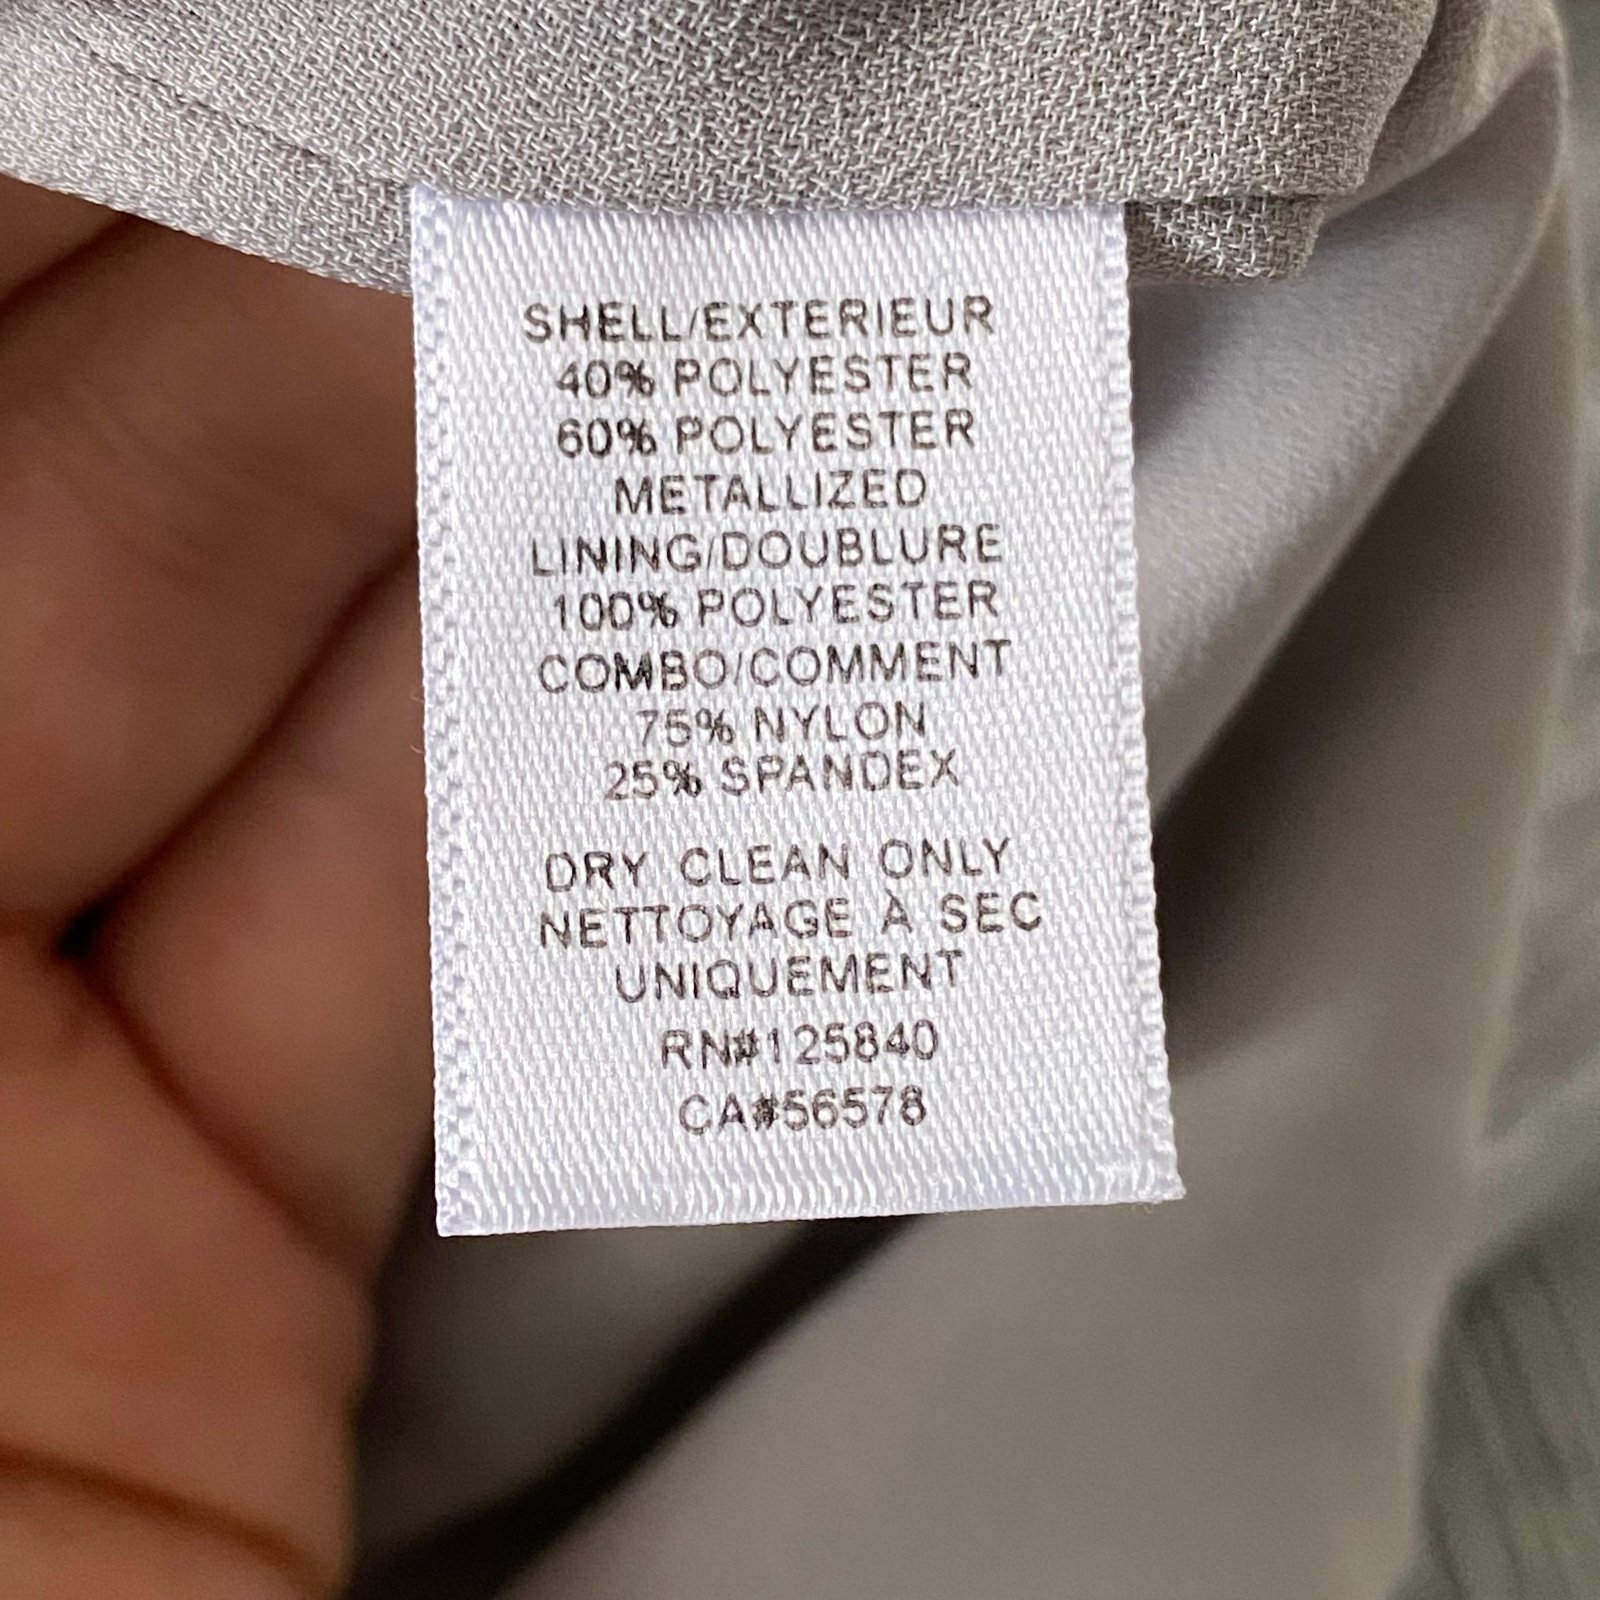 SHELL/EXTERIEUR
40% POLYESTER
60% POLYESTER
METALLIZED
LINING/DOUBLURE
100% POLYESTER
COMBO/COMMENT
75% NYLON
25% SPANDEX
DRY CLEAN ONLY
NETTOYAGE À SEC
UNIQUEMENT
RN#125840
CA#56578